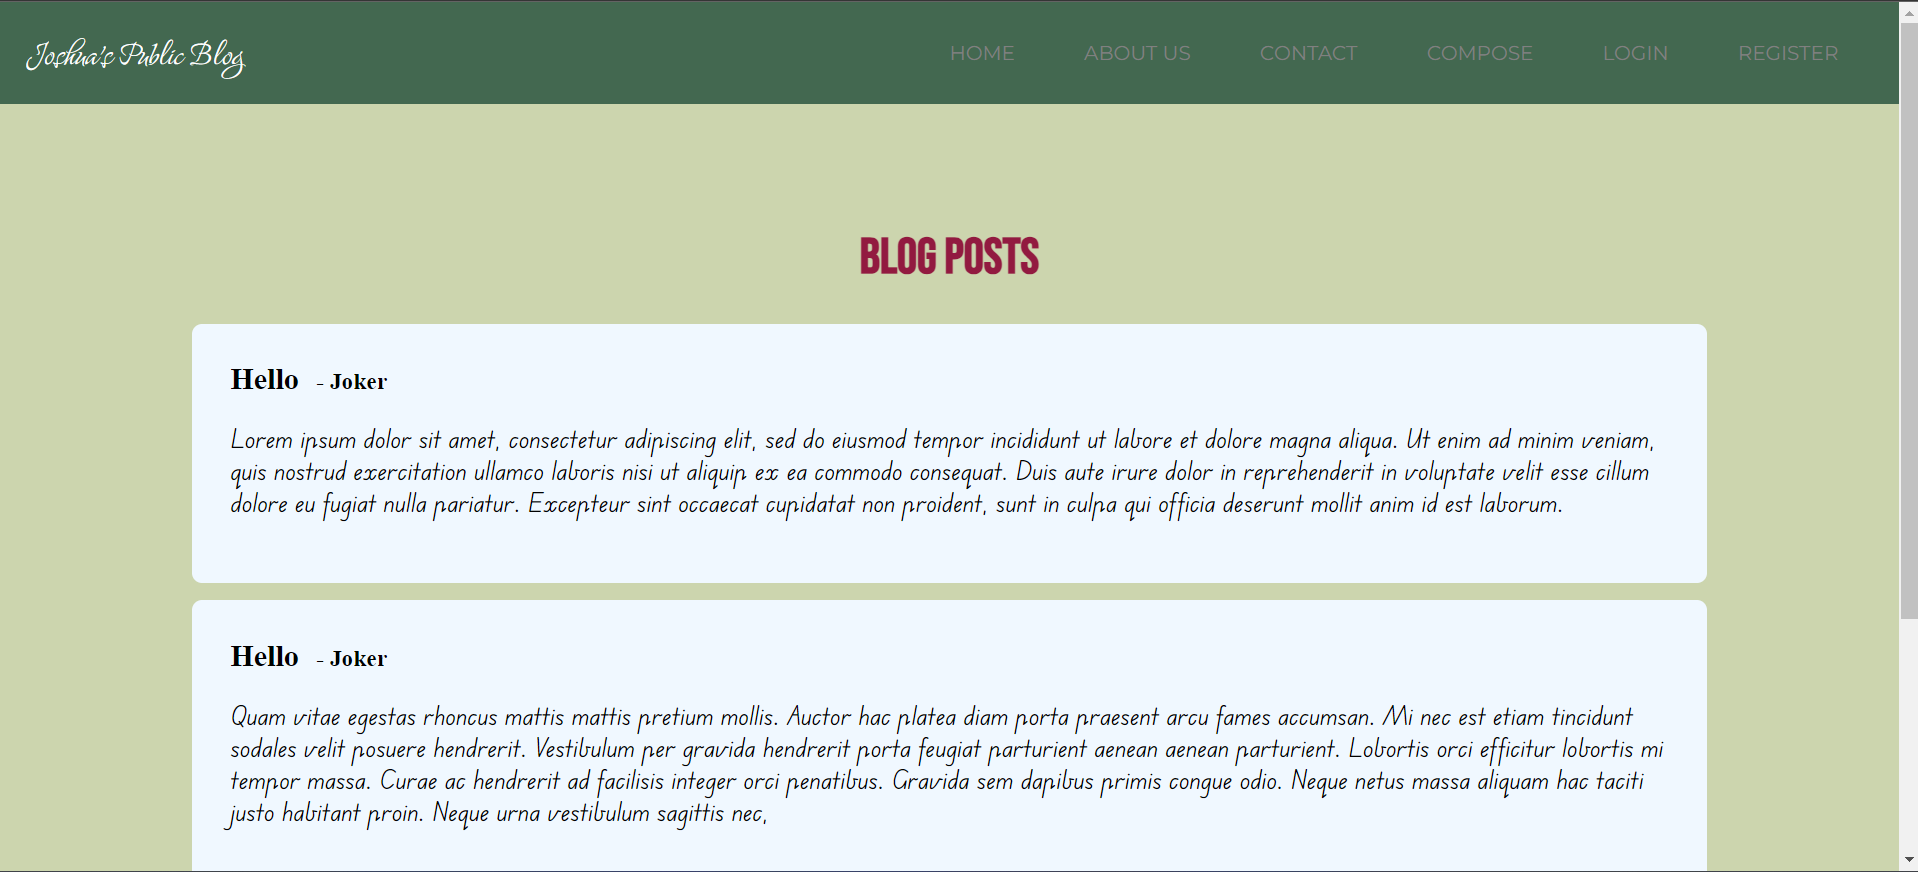 Joshua's Public Blog
HOME ABOUT US CONTACT COMPOSE LOGIN REGISTER
BLOG POSTS
Hello - Joker
Lorem ipsum dolor sit amet, consectetur adipiscing elit, sed do eiusmod tempor incididunt ut labore et dolore magna aliqua. Ut enim ad minim veniam,
quis nostrud exercitation ullamco laboris nisi ut aliquip ex ea commodo consequat. Duis aute irure dolor in reprehenderit in voluptate velit esse cillum
dolore eu fugiat nulla pariatur. Excepteur sint occaecat cupidatat non proident, sunt in culpa qui officia deserunt mollit anim id est laborum.
Hello - Joker
Quam vitae egestas rhoncus mattis mattis pretium mollis. Auctor hac platea diam porta praesent arcu fames accumsan. Mi nec est etiam tincidunt
sodales velit posuere hendrerit. Vestibulum per gravida hendrerit porta feugiat parturient aenean aenean parturient. Lobortis orci efficitur lobortis mi
tempor massa. Curae ac hendrerit ad facilisis integer orci penatibus. Gravida sem dapibus primis congue odio. Neque netus massa aliquam hac taciti
justo habitant proin. Neque urna vestibulum sagittis nec,